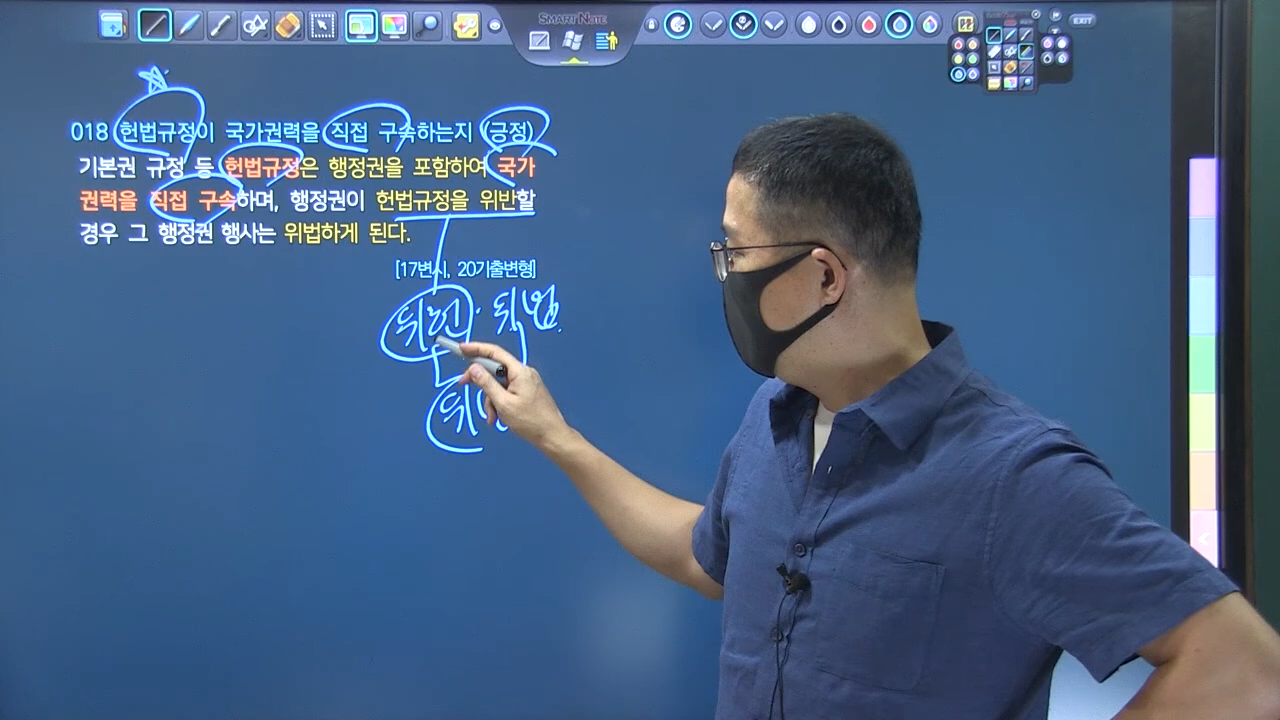 SMARTNOTE
EXIT
018 헌법규정이 국가권력을 직접 구속하는지 (긍정)
기본권 규정 등 헌법규정은 행정권을 포함하여 국가
권력을 직접 구속하며, 행정권이 헌법규정을 위반할
경우 그 행정권 행사는 위법하게 된다.
[17변시, 20기출변형]
위헌· 위법.